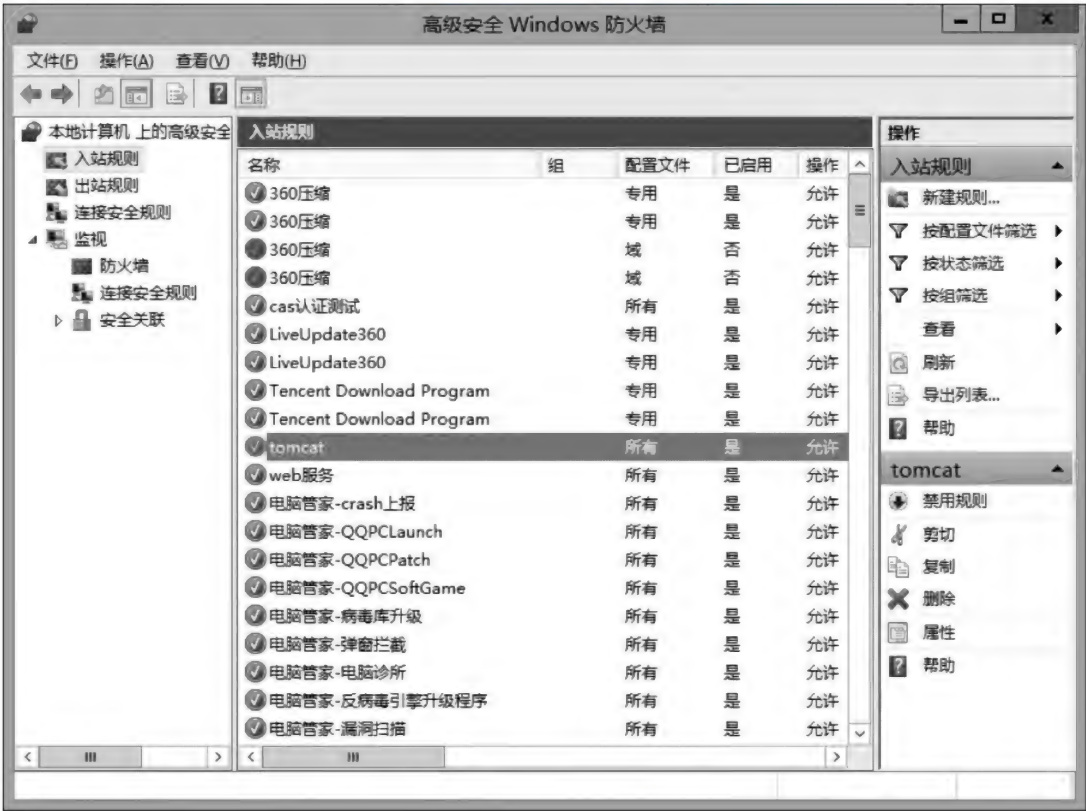 高级安全 Windows 防火墙
文件(F) 操作(A) 查看(V) 帮助(H)
本地计算机 上的高级安全
入站规则
出站规则
连接安全规则
监视
防火墙
连接安全规则
安全关联
入站规则
名称 组 配置文件 已启用 操作
360压缩 专用 是 允许
360压缩 专用 是 允许
360压缩 域 否 允许
360压缩 域 否 允许
cas认证测试 所有 是 允许
LiveUpdate360 专用 是 允许
LiveUpdate360 专用 是 允许
Tencent Download Program 专用 是 允许
Tencent Download Program 专用 是 允许
tomcat 所有 是 允许
web服务 所有 是 允许
电脑管家-crash上报 所有 是 允许
电脑管家-QQPCLaunch 所有 是 允许
电脑管家-QQPCPatch 所有 是 允许
电脑管家-QQPCSoftGame 所有 是 允许
电脑管家-病毒库升级 所有 是 允许
电脑管家-弹窗拦截 所有 是 允许
电脑管家-电脑诊所 所有 是 允许
电脑管家-反病毒引擎升级程序 所有 是 允许
电脑管家-漏洞扫描 所有 是 允许
操作
入站规则
新建规则...
按配置文件筛选
按状态筛选
按组筛选
查看
刷新
导出列表...
帮助
tomcat
禁用规则
剪切
复制
删除
属性
帮助